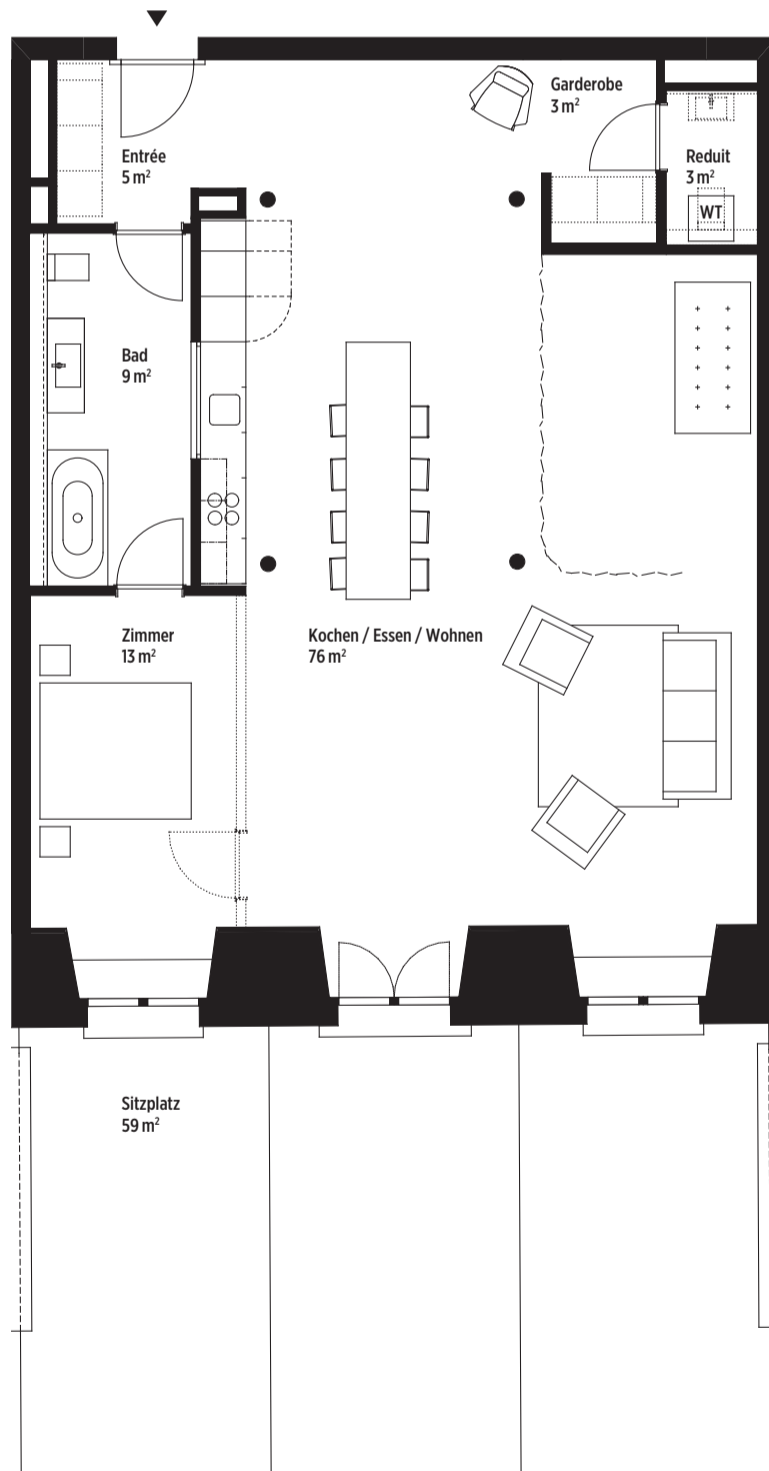 Garderobe
3 m²
Entrée
5 m²
Reduit
3 m²
WT
Bad
9 m²
Zimmer
13 m²
Kochen / Essen / Wohnen
76 m²
Sitzplatz
59 m²